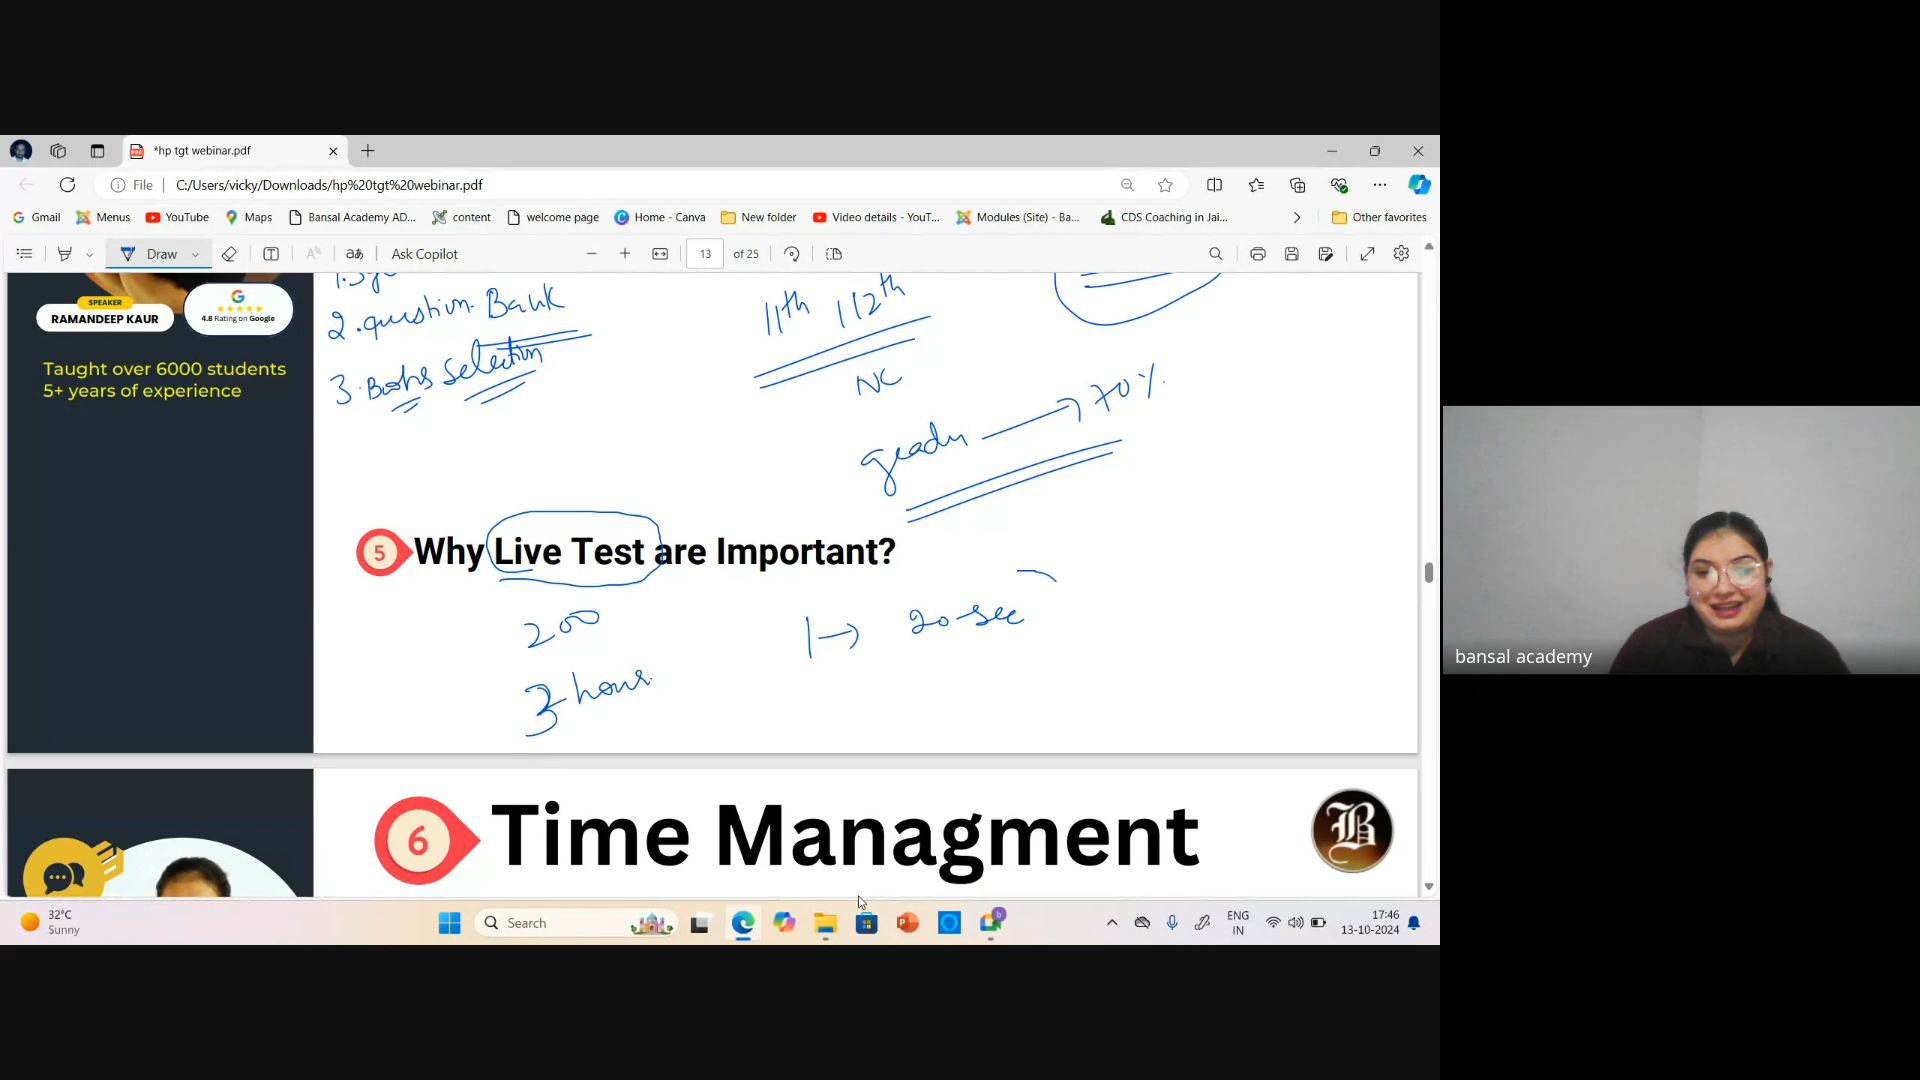 *hp tgt webinar.pdf
File
C:/Users/vicky/Downloads/hp%20tgt%20webinar.pdf
Gmail
Menus
YouTube
Maps
Bansal Academy AD...
content
welcome page
Home - Canva
New folder
Video details - YouT...
Modules (Site) - Ba...
CDS Coaching in Jai...
Other favorites
Draw
Ask Copilot
13
of 25
SPEAKER
RAMANDEEP KAUR
G
4.8 Rating on Google
Taught over 6000 students
5+ years of experience
2. question Bank
3. Books selection
11th 112th
NC
70%
5 Why Live Test are Important?
200
1→ 20 sec
3 hour
6 Time Managment
B
bansal academy
32°C
Sunny
Search
ENG
IN
17:46
13-10-2024